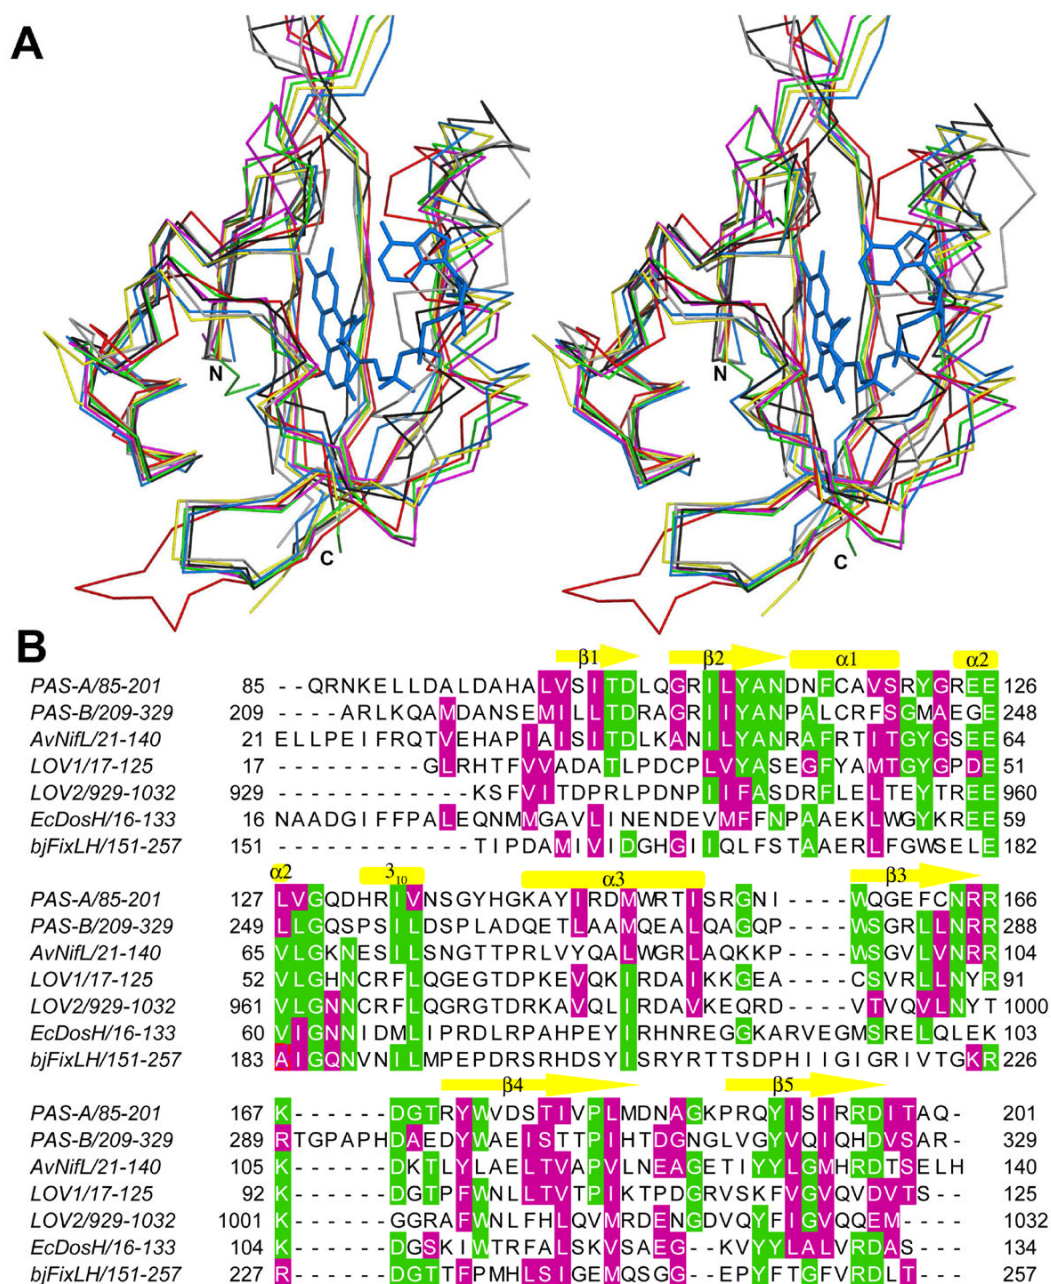 A
N
N
C
C
B
β1 β2 α1 α2
PAS-A/85-201 85 --QRNKELLDALDAHALVSITDLQGRILYANDNFCAVSRYGREE 126
PAS-B/209-329 209 ---ARLKQAMDANSEMILLTDRAGRIIYANPALCRFSGMAEGE 248
AvNifL/21-140 21 ELLPEIFRQTVEHAPIAISITDLKANILYANRAFRTITGYGSEE 64
LOV1/17-125 17 ---------GLRHTFVVADATLPDCPLVYASEGFYAMTGYGPDE 51
LOV2/929-1032 929 ------------KSFVITDPRLPDNPIIFASDRFLELTEYTREE 960
EcDosH/16-133 16 NAADGIFFPALEQNMMGAVLINENDEVMFFNPAAEKLWGYKREE 59
bjFixLH/151-257 151 ------------TIPDAMIVIDGHGIIQLFSTAAERLFGWSELE 182
α2 3₁₀ α3 β3
PAS-A/85-201 127 LVGQDHRIVNSGYHGKAYIRDMWRTISRGNI----WQGEFCNRR 166
PAS-B/209-329 249 LLGQSPSILDSPLADQETLAAMQEALQAGQP----WSGRLLNRR 288
AvNifL/21-140 65 VLGKNESILSNGTTPRLVYQALWGRLAQKKP----WSGVLVNRR 104
LOV1/17-125 52 VLGHNCRFLQGEGTDPKEVQKIRDAIKKGEA----CSVRLLNYR 91
LOV2/929-1032 961 VLGNNCRFLQGRGTDRKAVQLIRDAVKEQRD----VTVQVLNYT 1000
EcDosH/16-133 60 VIGNNIDMLIPRDLRPAHPEYIRHNREGGKARVEGMSRELQLEK 103
bjFixLH/151-257 183 AIGQNVNILMPEPDRSRHDSYISRYRTTSDPHIIGIGRIVTGKR 226
β4 β5
PAS-A/85-201 167 K------DGTRYWVDSTIVPLMDNAGKPRQYISIRRDITAQ- 201
PAS-B/209-329 289 RTGPAPHDAEDYWAEISTTPIHTDGNGLVGYVQIQHDVSAR- 329
AvNifL/21-140 105 K------DKTLYLAELTVAPVLNEAGETIYYLGMHRDTSELH 140
LOV1/17-125 92 K------DGTPFWNLLTVTPIKTPDGRVSKFVGVQVDVTS-- 125
LOV2/929-1032 1001 K------GGRAFWNLFHLQVMRDENGDVQYFIGVQQEM---- 1032
EcDosH/16-133 104 K------DGSKIWTRFALSKVSAEG--KVYYLALVRDAS--- 134
bjFixLH/151-257 227 R------DGTTFPMHLSIGEMQSGG--EPYFTGFVRDLT--- 257